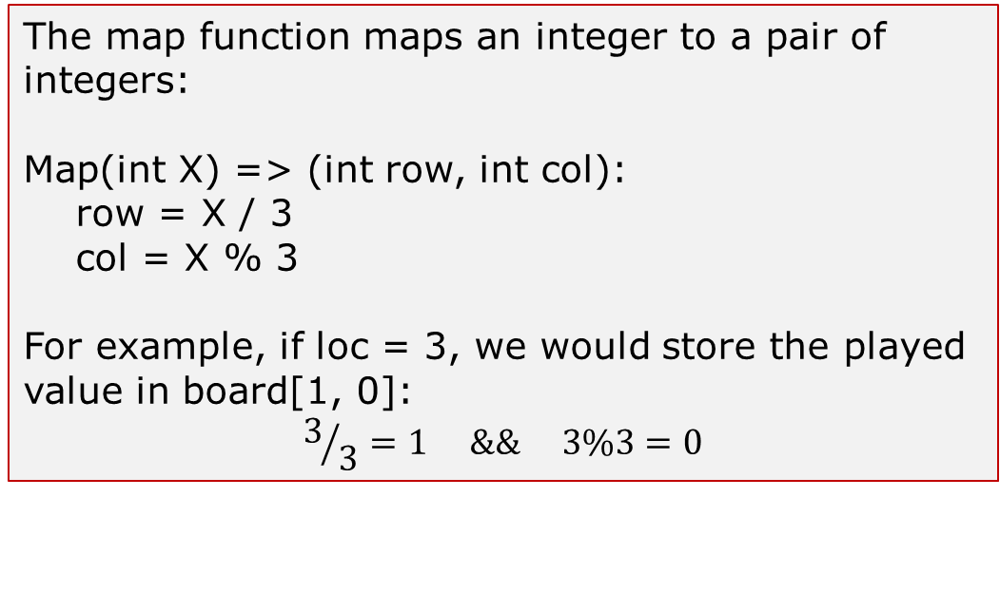 The map function maps an integer to a pair of
integers:
Map(int X) => (int row, int col):
row = X / 3
col = X % 3
For example, if loc = 3, we would store the played
value in board[1, 0]:
3/3 = 1 && 3%3 = 0